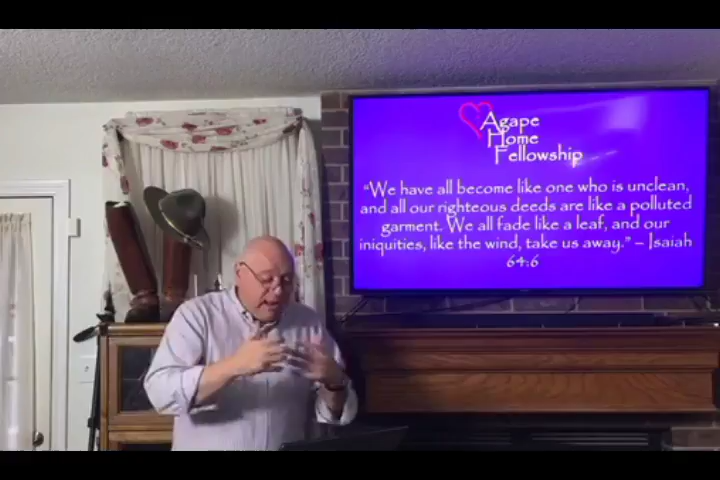 Agape
Home
Fellowship
“We have all become like one who is unclean,
and all our righteous deeds are like a polluted
garment. We all fade like a leaf, and our
iniquities, like the wind, take us away.” – Isaiah
64:6